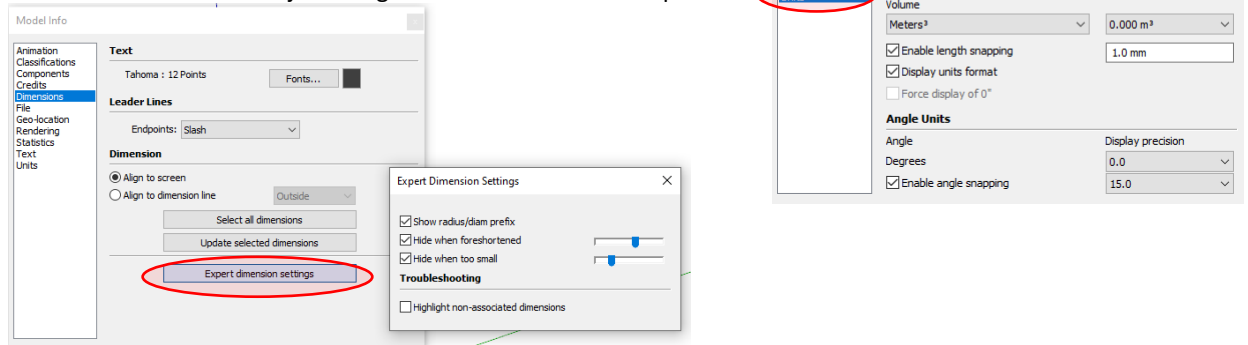 Model Info
Animation
Classifications
Components
Credits
Dimensions
File
Geo-location
Rendering
Statistics
Text
Units
Text
Tahoma : 12 Points
Fonts...
Leader Lines
Endpoints: Slash
Dimension
Align to screen
Align to dimension line
Outside
Select all dimensions
Update selected dimensions
Expert dimension settings
Expert Dimension Settings
Show radius/diam prefix
Hide when foreshortened
Hide when too small
Troubleshooting
Highlight non-associated dimensions
Volume
Meters³ 0.000 m³
Enable length snapping 1.0 mm
Display units format
Force display of 0"
Angle Units
Angle Display precision
Degrees 0.0
Enable angle snapping 15.0